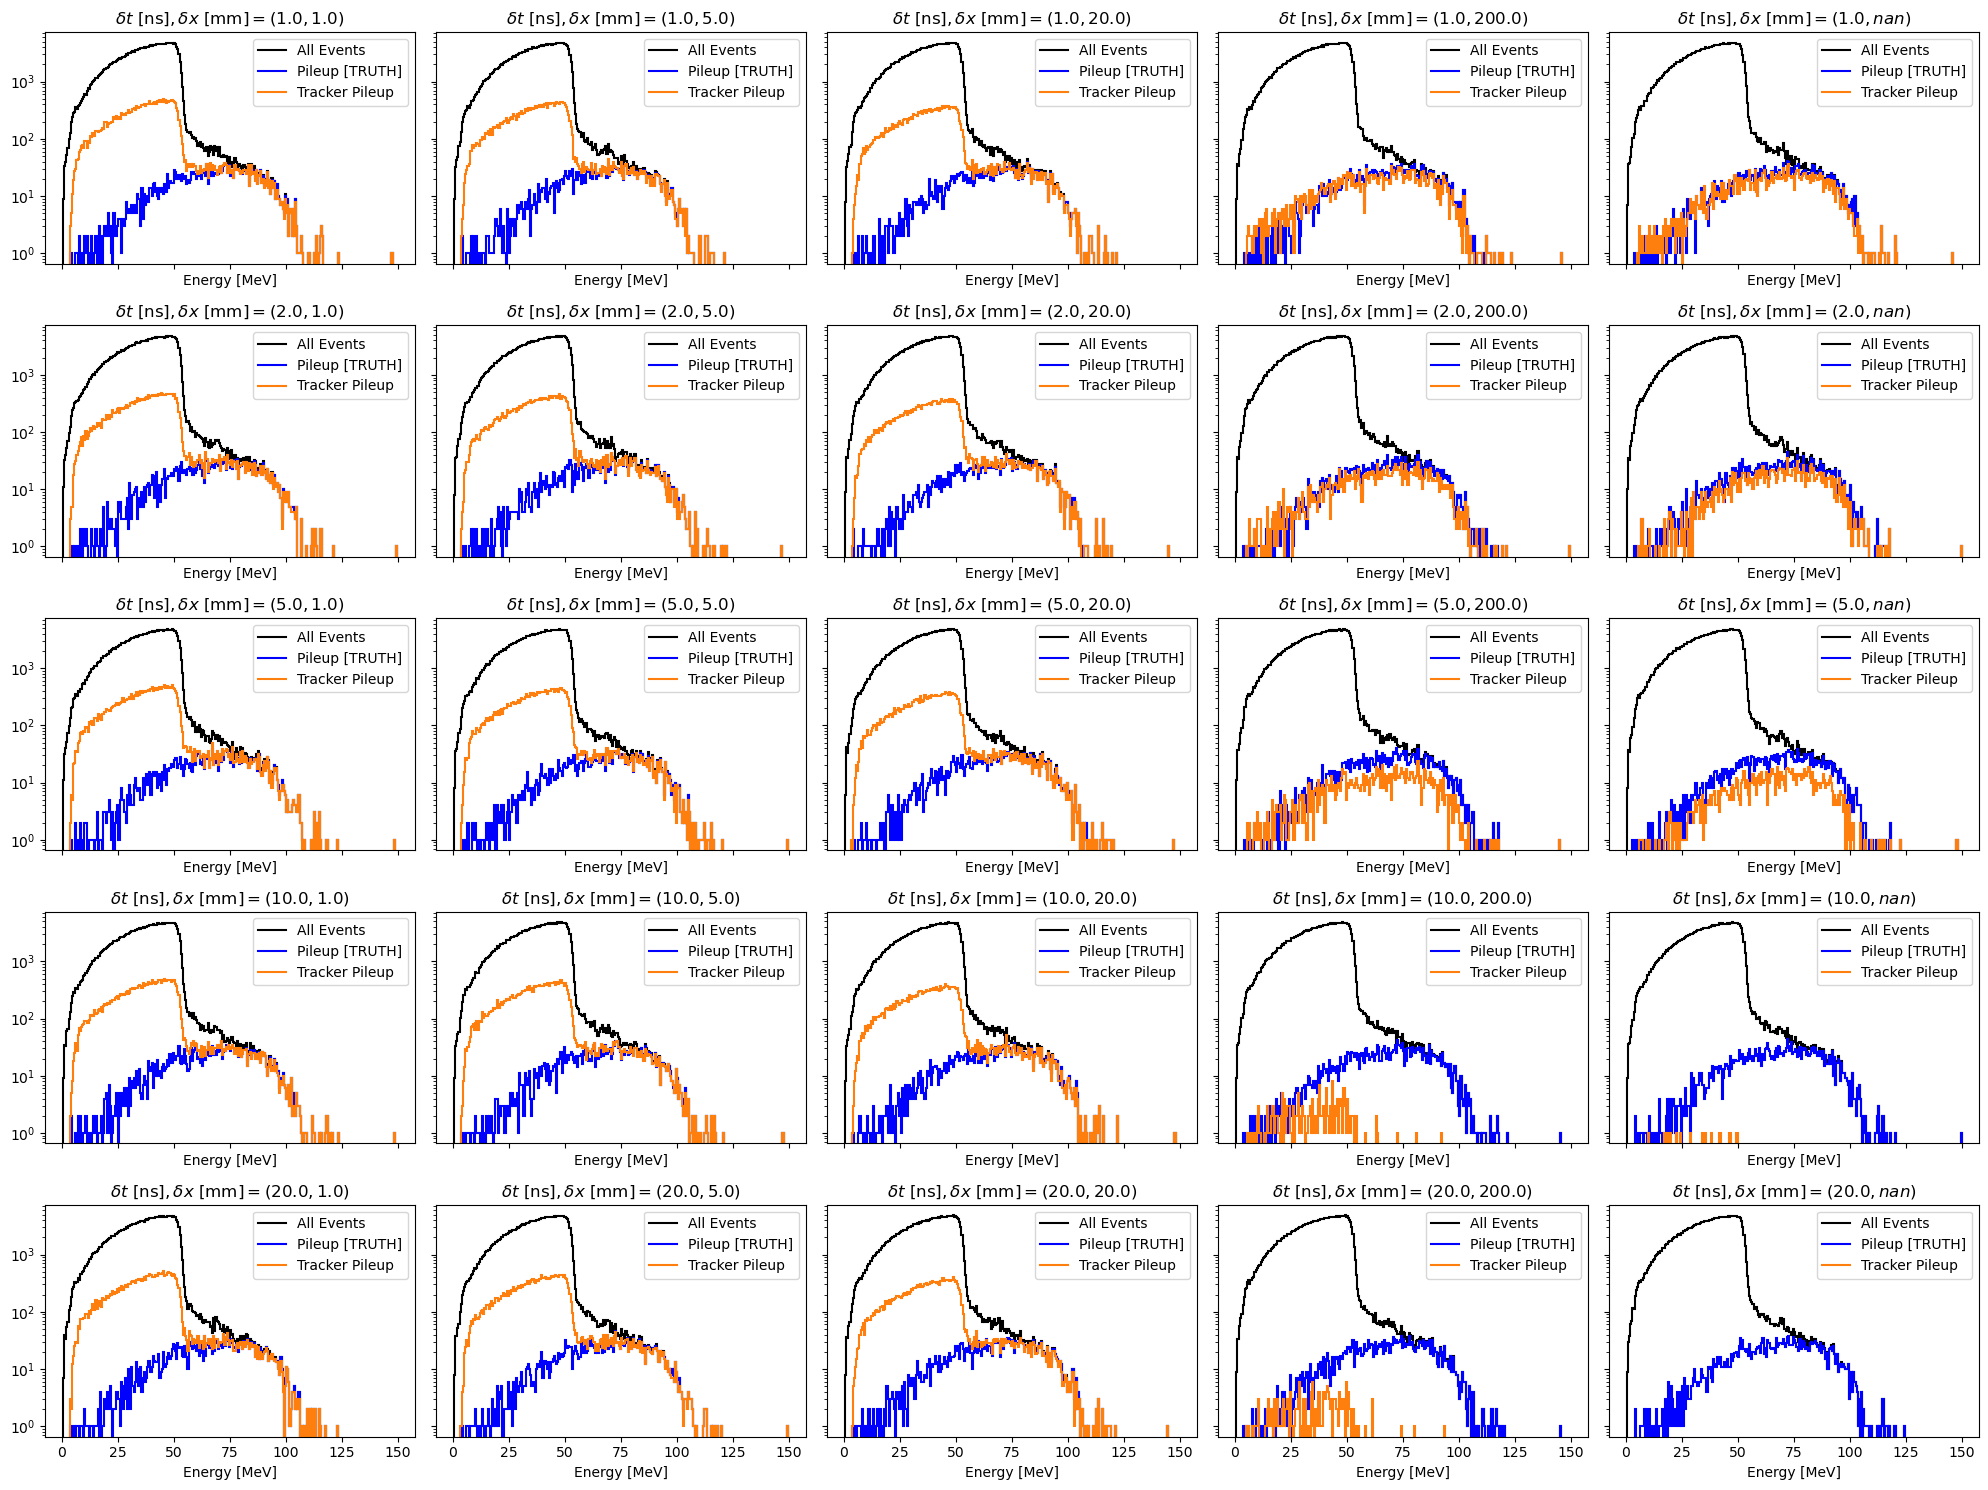 δt [ns], δx [mm] = (1.0, 1.0)
δt [ns], δx [mm] = (1.0, 5.0)
δt [ns], δx [mm] = (1.0, 20.0)
δt [ns], δx [mm] = (1.0, 200.0)
δt [ns], δx [mm] = (1.0, nan)
All Events
Pileup [TRUTH]
Tracker Pileup
All Events
Pileup [TRUTH]
Tracker Pileup
All Events
Pileup [TRUTH]
Tracker Pileup
All Events
Pileup [TRUTH]
Tracker Pileup
All Events
Pileup [TRUTH]
Tracker Pileup
10³
10²
10¹
10⁰
Energy [MeV]
Energy [MeV]
Energy [MeV]
Energy [MeV]
Energy [MeV]
δt [ns], δx [mm] = (2.0, 1.0)
δt [ns], δx [mm] = (2.0, 5.0)
δt [ns], δx [mm] = (2.0, 20.0)
δt [ns], δx [mm] = (2.0, 200.0)
δt [ns], δx [mm] = (2.0, nan)
All Events
Pileup [TRUTH]
Tracker Pileup
All Events
Pileup [TRUTH]
Tracker Pileup
All Events
Pileup [TRUTH]
Tracker Pileup
All Events
Pileup [TRUTH]
Tracker Pileup
All Events
Pileup [TRUTH]
Tracker Pileup
10³
10²
10¹
10⁰
Energy [MeV]
Energy [MeV]
Energy [MeV]
Energy [MeV]
Energy [MeV]
δt [ns], δx [mm] = (5.0, 1.0)
δt [ns], δx [mm] = (5.0, 5.0)
δt [ns], δx [mm] = (5.0, 20.0)
δt [ns], δx [mm] = (5.0, 200.0)
δt [ns], δx [mm] = (5.0, nan)
All Events
Pileup [TRUTH]
Tracker Pileup
All Events
Pileup [TRUTH]
Tracker Pileup
All Events
Pileup [TRUTH]
Tracker Pileup
All Events
Pileup [TRUTH]
Tracker Pileup
All Events
Pileup [TRUTH]
Tracker Pileup
10³
10²
10¹
10⁰
Energy [MeV]
Energy [MeV]
Energy [MeV]
Energy [MeV]
Energy [MeV]
δt [ns], δx [mm] = (10.0, 1.0)
δt [ns], δx [mm] = (10.0, 5.0)
δt [ns], δx [mm] = (10.0, 20.0)
δt [ns], δx [mm] = (10.0, 200.0)
δt [ns], δx [mm] = (10.0, nan)
All Events
Pileup [TRUTH]
Tracker Pileup
All Events
Pileup [TRUTH]
Tracker Pileup
All Events
Pileup [TRUTH]
Tracker Pileup
All Events
Pileup [TRUTH]
Tracker Pileup
All Events
Pileup [TRUTH]
Tracker Pileup
10³
10²
10¹
10⁰
Energy [MeV]
Energy [MeV]
Energy [MeV]
Energy [MeV]
Energy [MeV]
δt [ns], δx [mm] = (20.0, 1.0)
δt [ns], δx [mm] = (20.0, 5.0)
δt [ns], δx [mm] = (20.0, 20.0)
δt [ns], δx [mm] = (20.0, 200.0)
δt [ns], δx [mm] = (20.0, nan)
All Events
Pileup [TRUTH]
Tracker Pileup
All Events
Pileup [TRUTH]
Tracker Pileup
All Events
Pileup [TRUTH]
Tracker Pileup
All Events
Pileup [TRUTH]
Tracker Pileup
All Events
Pileup [TRUTH]
Tracker Pileup
10³
10²
10¹
10⁰
0 25 50 75 100 125 150
0 25 50 75 100 125 150
0 25 50 75 100 125 150
0 25 50 75 100 125 150
0 25 50 75 100 125 150
Energy [MeV]
Energy [MeV]
Energy [MeV]
Energy [MeV]
Energy [MeV]